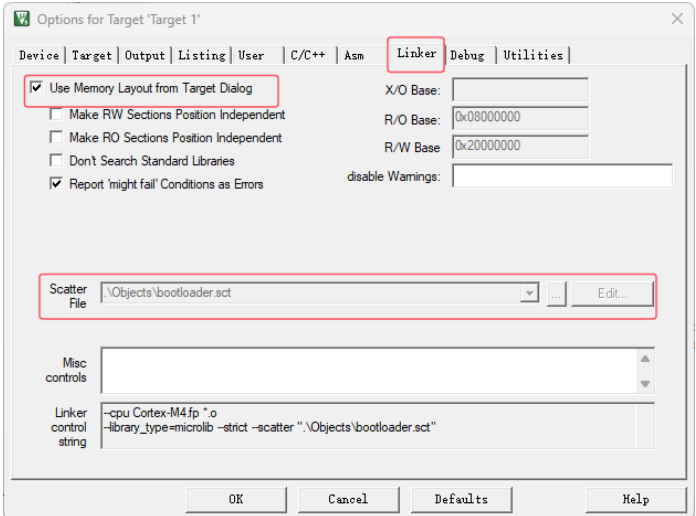 Options for Target 'Target 1'
Device Target Output Listing User C/C++ Asm Linker Debug Utilities
Use Memory Layout from Target Dialog
Make RW Sections Position Independent
Make RO Sections Position Independent
Don't Search Standard Libraries
Report 'might fail' Conditions as Errors
X/O Base:
R/O Base: 0x08000000
R/W Base 0x20000000
disable Warnings:
Scatter
File
.\Objects\bootloader.sct
...
Edit...
Misc
controls
Linker
control
string
--cpu Cortex-M4.fp *.o
--library_type=microlib --strict --scatter ".\Objects\bootloader.sct"
OK Cancel Defaults Help